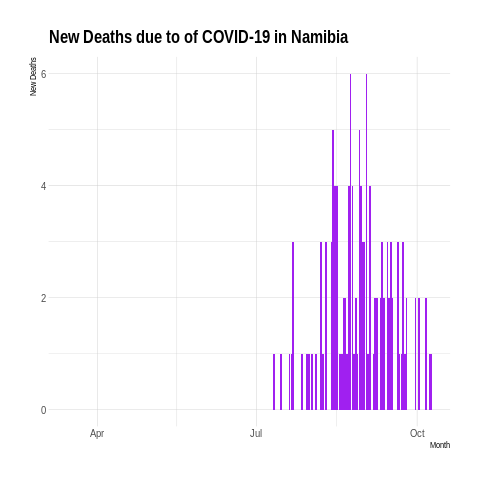 New Deaths due to of COVID-19 in Namibia
New Deaths
6
4
2
0
Apr
Jul
Oct
Month